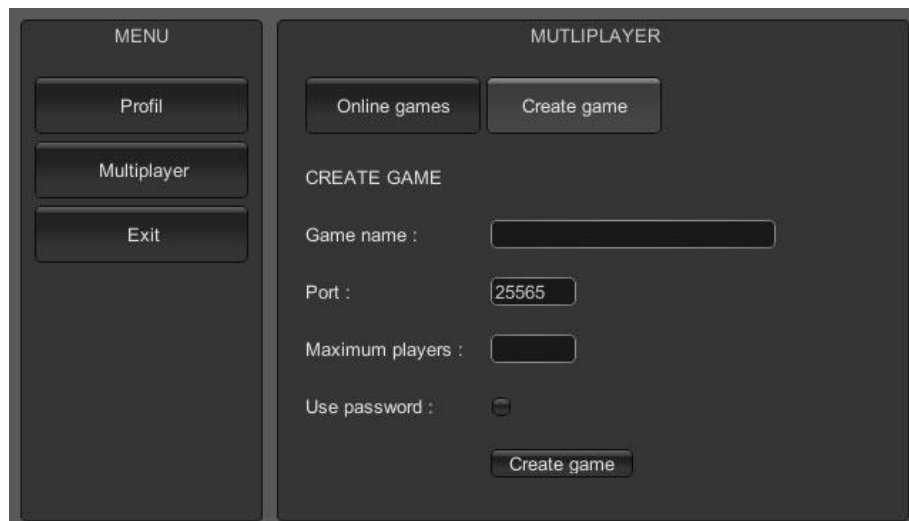 MENU
Profil
Multiplayer
Exit
MUTLIPLAYER
Online games
Create game
CREATE GAME
Game name :
Port :
25565
Maximum players :
Use password :
Create game